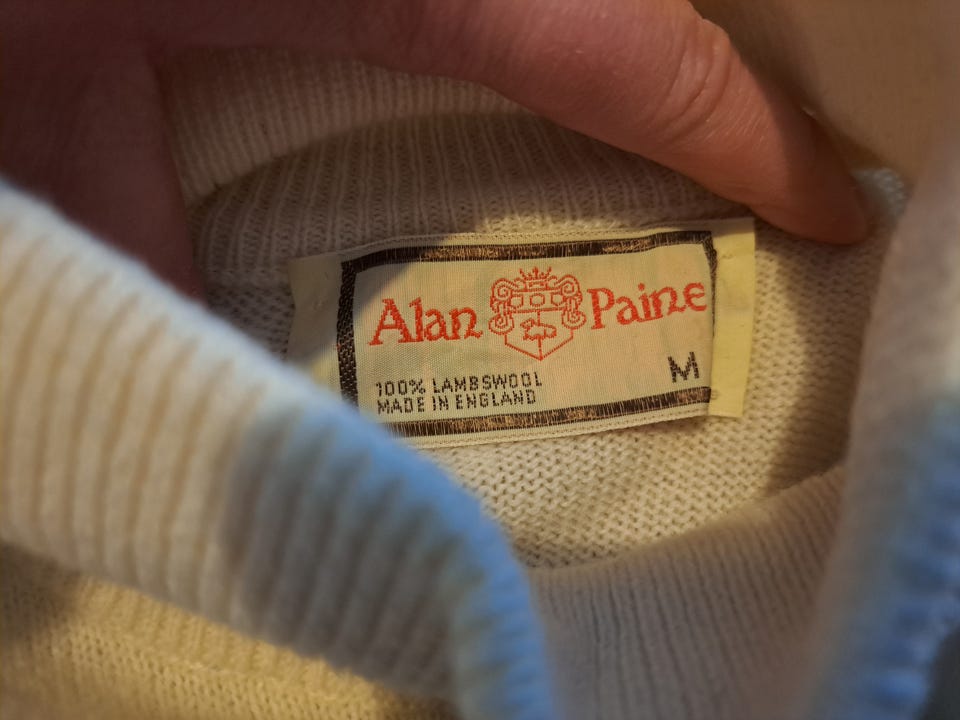 Alan Paine
100% LAMBSWOOL
MADE IN ENGLAND
M